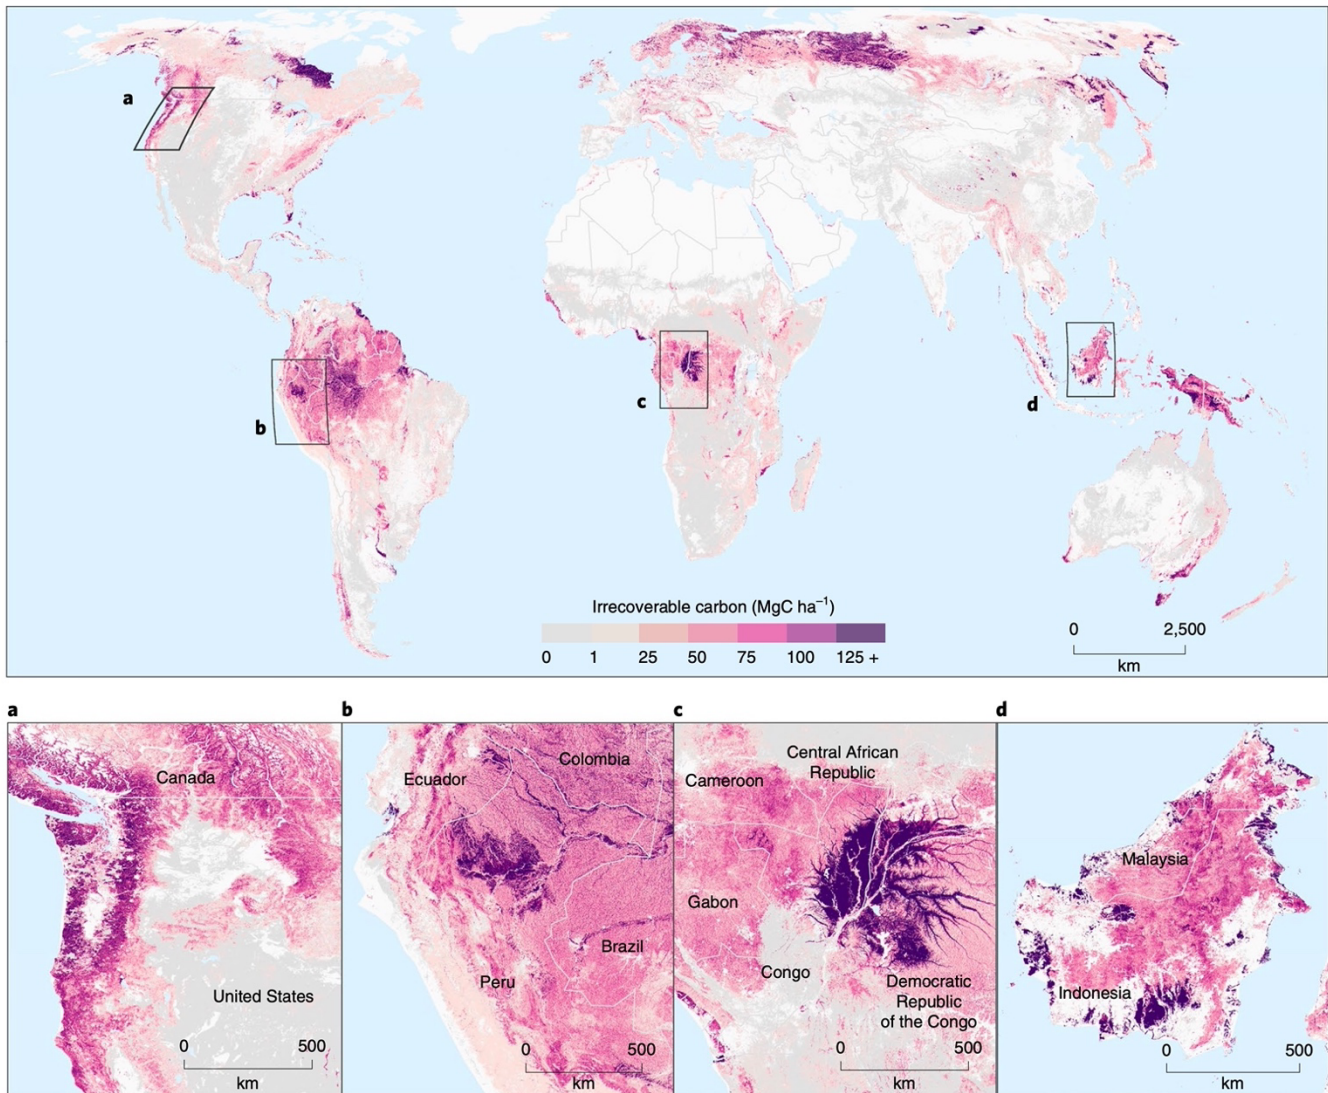 a
b
c
d
Irrecoverable carbon (MgC ha⁻¹)
0 1 25 50 75 100 125 +
0 2,500
km
a
Canada
United States
0 500
km
b
Colombia
Ecuador
Brazil
Peru
0 500
km
c
Central African
Republic
Cameroon
Gabon
Congo
Democratic
Republic
of the Congo
0 500
km
d
Malaysia
Indonesia
0 500
km